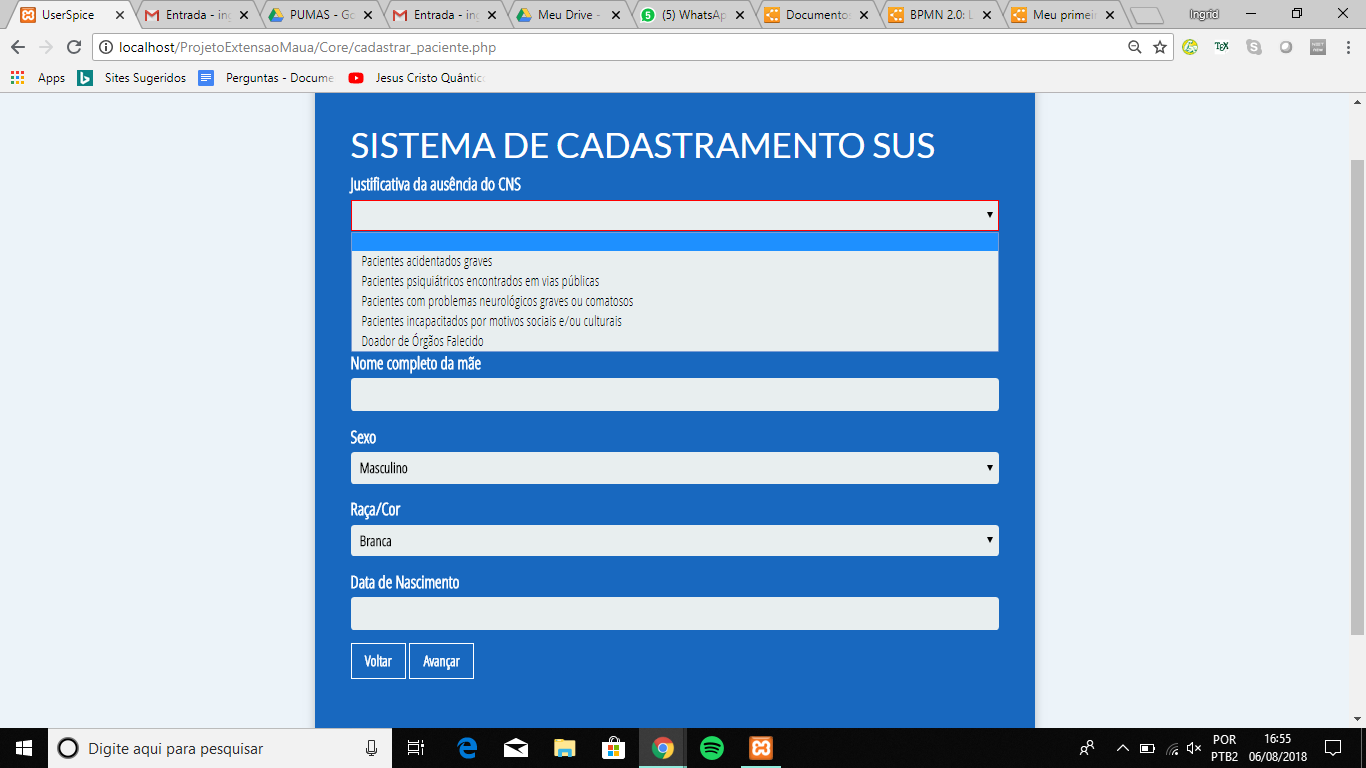 UserSpice
Entrada - ing
PUMAS - Go
Entrada - ing
Meu Drive -
(5) WhatsAp
Documentos
BPMN 2.0: L
Meu primei
Ingrid
localhost/ProjetoExtensaoMaua/Core/cadastrar_paciente.php
Apps
Sites Sugeridos
Perguntas - Docume
Jesus Cristo Quântic
SISTEMA DE CADASTRAMENTO SUS
Justificativa da ausência do CNS
Pacientes acidentados graves
Pacientes psiquiátricos encontrados em vias públicas
Pacientes com problemas neurológicos graves ou comatosos
Pacientes incapacitados por motivos sociais e/ou culturais
Doador de Órgãos Falecido
Nome completo da mãe
Sexo
Masculino
Raça/Cor
Branca
Data de Nascimento
Voltar Avançar
Digite aqui para pesquisar
POR
PTB2
16:55
06/08/2018